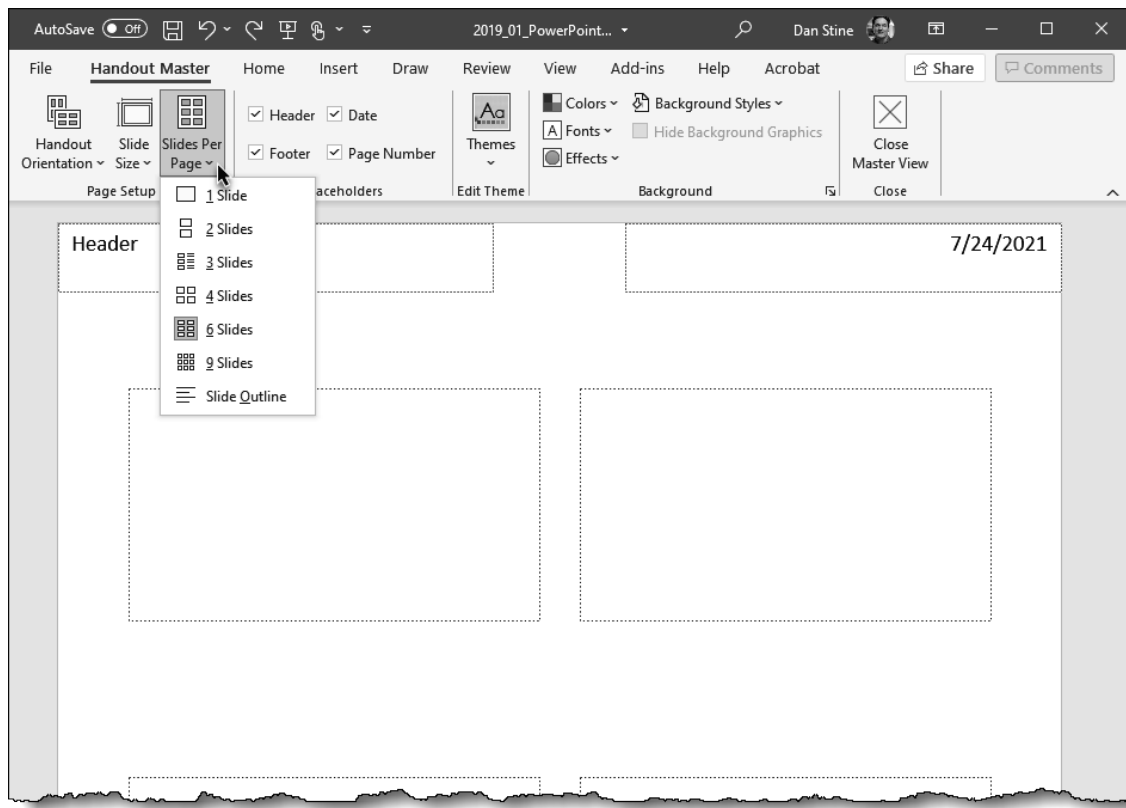 AutoSave Off 2019_01_PowerPoint... Dan Stine
File Handout Master Home Insert Draw Review View Add-ins Help Acrobat Share Comments
Handout Orientation
Slide Size
Slides Per Page
Header Date
Footer Page Number
Aa
Themes
Colors Background Styles
A Fonts Hide Background Graphics
Effects
Close Master View
Page Setup aceholders Edit Theme Background Close
1 Slide
2 Slides
3 Slides
4 Slides
6 Slides
9 Slides
Slide Outline
Header 7/24/2021